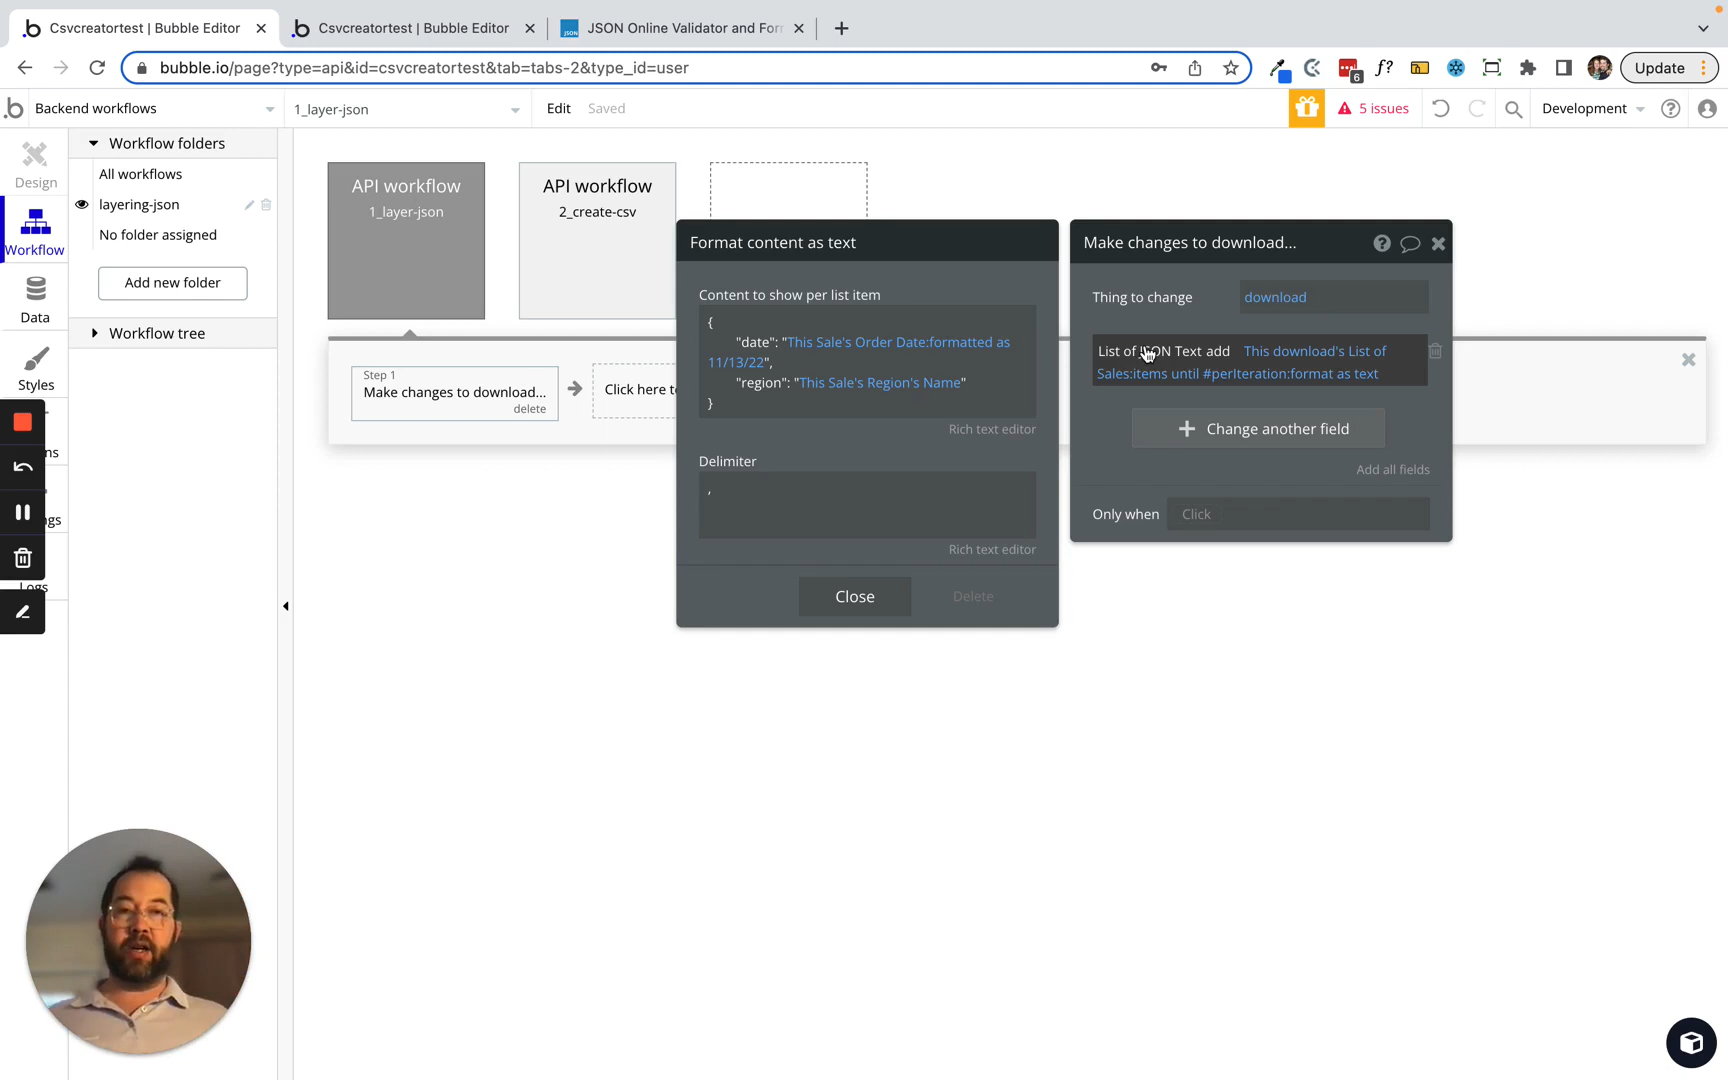 Csvcreatortest | Bubble Editor
Csvcreatortest | Bubble Editor
JSON Online Validator and For
bubble.io/page?type=api&id=csvcreatortest&tab=tabs-2&type_id=user
6
Update
Backend workflows
1_layer-json
Edit
Saved
5 issues
Development
Design
Workflow
Data
Styles
ns
gs
Logs
Workflow folders
All workflows
layering-json
No folder assigned
Add new folder
Workflow tree
API workflow
1_layer-json
API workflow
2_create-csv
Step 1
Make changes to download...
delete
Click here to
Format content as text
Content to show per list item
{
"date": "This Sale's Order Date:formatted as
11/13/22",
"region": "This Sale's Region's Name"
}
Rich text editor
Delimiter
,
Rich text editor
Close
Delete
Make changes to download...
Thing to change
download
List of JSON Text add This download's List of
Sales:items until #perIteration:format as text
Change another field
Add all fields
Only when
Click